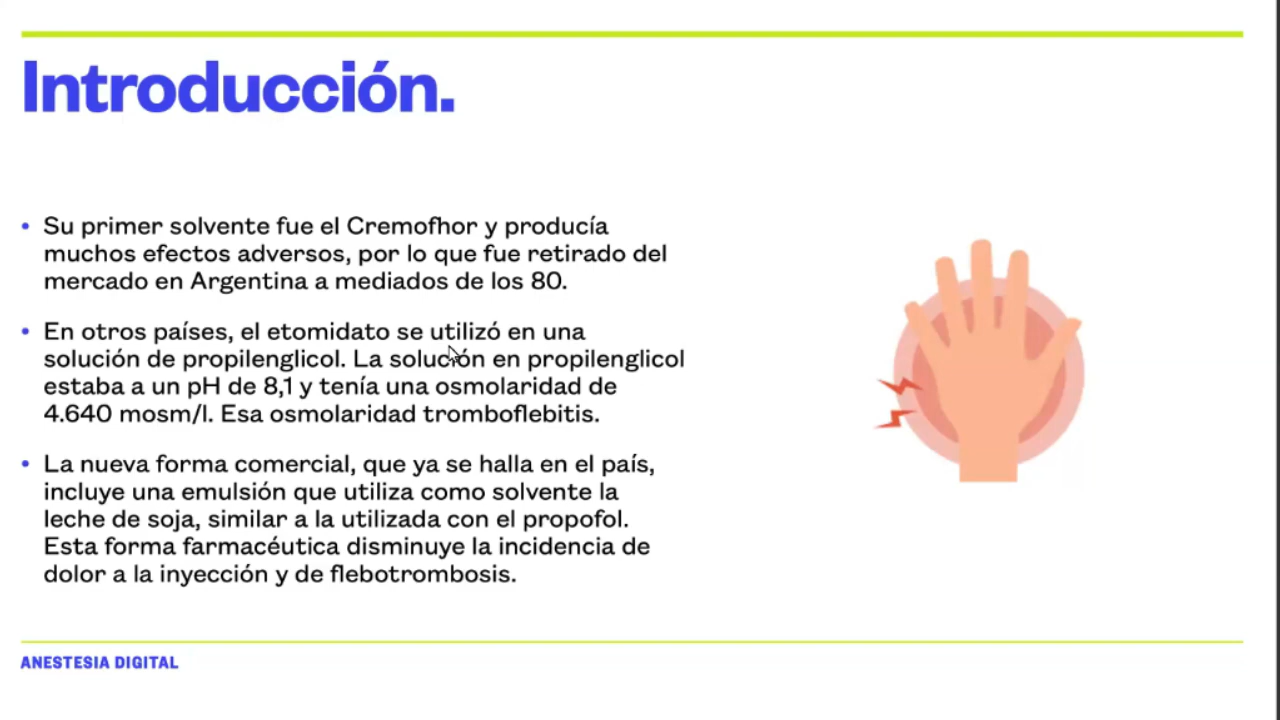 Introducción.
• Su primer solvente fue el Cremofhor y producía
muchos efectos adversos, por lo que fue retirado del
mercado en Argentina a mediados de los 80.
• En otros países, el etomidato se utilizó en una
solución de propilenglicol. La solución en propilenglicol
estaba a un pH de 8,1 y tenía una osmolaridad de
4.640 mosm/l. Esa osmolaridad tromboflebitis.
• La nueva forma comercial, que ya se halla en el país,
incluye una emulsión que utiliza como solvente la
leche de soja, similar a la utilizada con el propofol.
Esta forma farmacéutica disminuye la incidencia de
dolor a la inyección y de flebotrombosis.
ANESTESIA DIGITAL